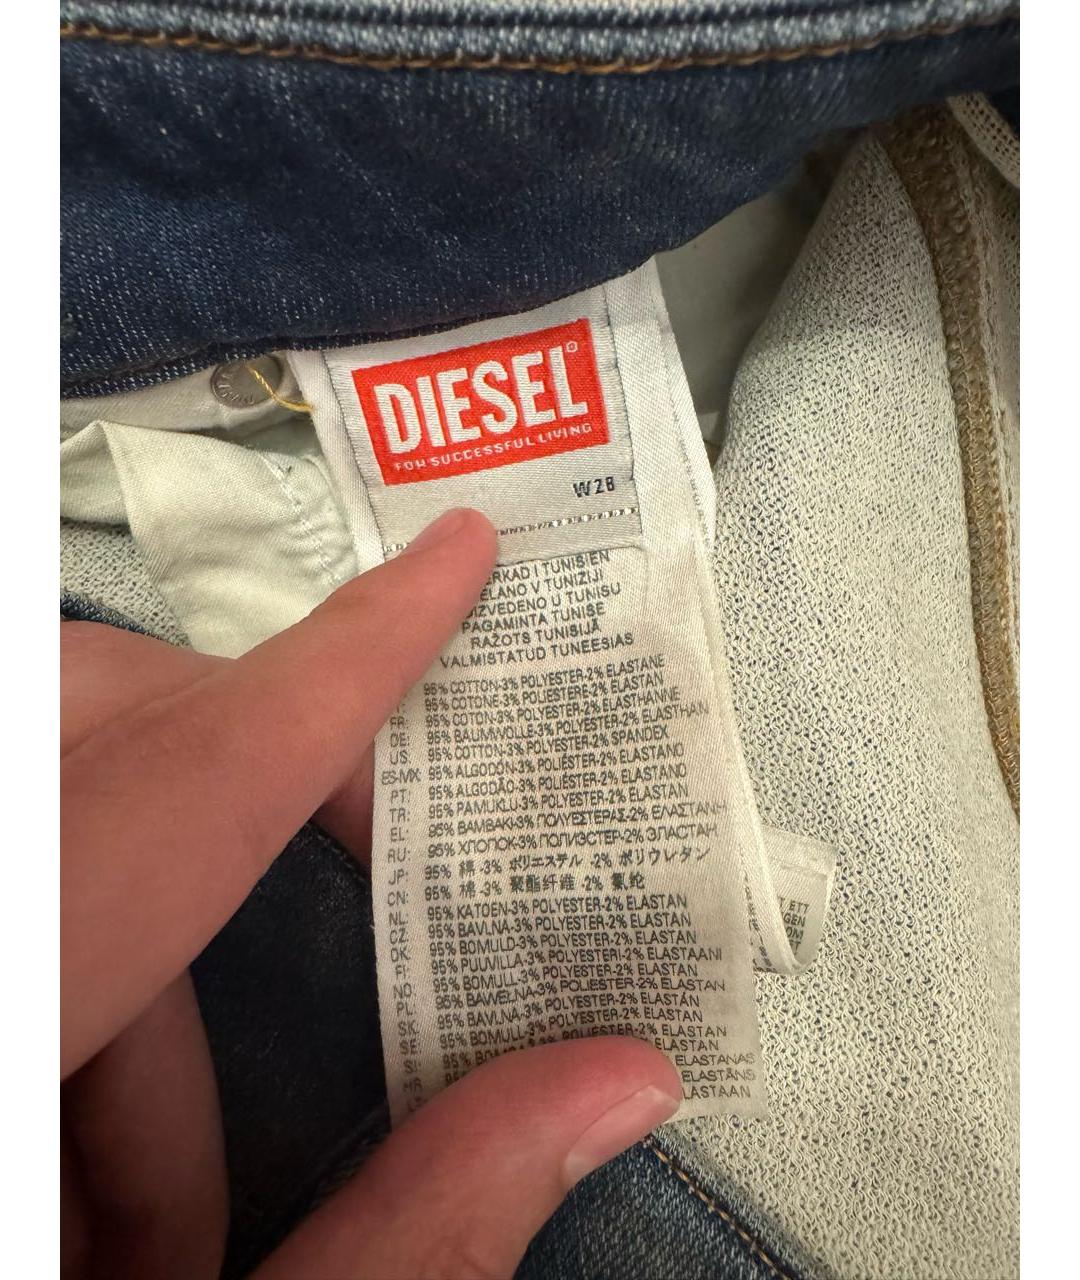 DIESEL
FOR SUCCESSFUL LIVING
W28
ERKAD I TUNISIEN
ELANO V TUNIZIJI
IZVEDENO U TUNISU
PAGAMINTA TUNISE
RAŽOTS TUNISIJĀ
VALMISTATUD TUNEESIAS
95% COTTON-3% POLYESTER-2% ELASTANE
95% COTONE-3% POLIESTERE-2% ELASTAN
FR: 95% COTON-3% POLYESTER-2% ELASTHANNE
DE: 95% BAUMWOLLE-3% POLYESTER-2% ELASTHAN
US: 95% COTTON-3% POLYESTER-2% SPANDEX
ES-MX: 95% ALGODÓN-3% POLIÉSTER-2% ELASTANO
PT: 95% ALGODÃO-3% POLIÉSTER-2% ELASTANO
TR: 95% PAMUKLU-3% POLYESTER-2% ELASTAN
EL: 95% ΒΑΜΒΑΚΙ-3% ΠΟΛΥΕΣΤΕΡΑΣ-2% ΕΛΑΣΤΑΝΗ
RU: 95% ХЛОПОК-3% ПОЛИЭСТЕР-2% ЭЛАСТАН
JP: 95% 綿 -3% ポリエステル -2% ポリウレタン
CN: 95% 棉 -3% 聚酯纤维 -2% 氨纶
NL: 95% KATOEN-3% POLYESTER-2% ELASTAN
CZ: 95% BAVLNA-3% POLYESTER-2% ELASTAN
DK: 95% BOMULD-3% POLYESTER-2% ELASTAN
FI: 95% PUUVILLA-3% POLYESTERI-2% ELASTAANI
NO: 95% BOMULL-3% POLYESTER-2% ELASTAN
PL: 95% BAWEŁNA-3% POLIESTER-2% ELASTAN
SK: 95% BAVLNA-3% POLYESTER-2% ELASTÁN
SE: 95% BOMULL-3% POLYESTER-2% ELASTAN
95% POLIESTER-2% ELASTAN
ELASTAN
ELASTANAS
ELASTĀNS
LASTAAN
ETT
GEN
OM
T